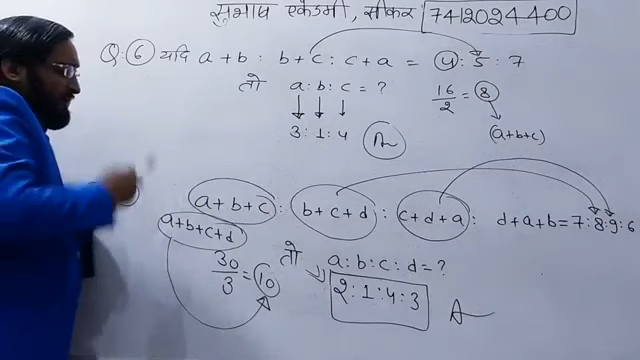 सुभाष एकेडमी, सीकर 7412024400
Q: 6 यदि a+b : b+c : c+a = 4 : 5 : 7
तो a:b:c = ?
16/2 = 8
3:1:4
(a+b+c)
a+b+c : b+c+d : c+d+a : d+a+b = 7:8:9:6
a+b+c+d
तो a:b:c:d = ?
30/3 = 10
2:1:4:3